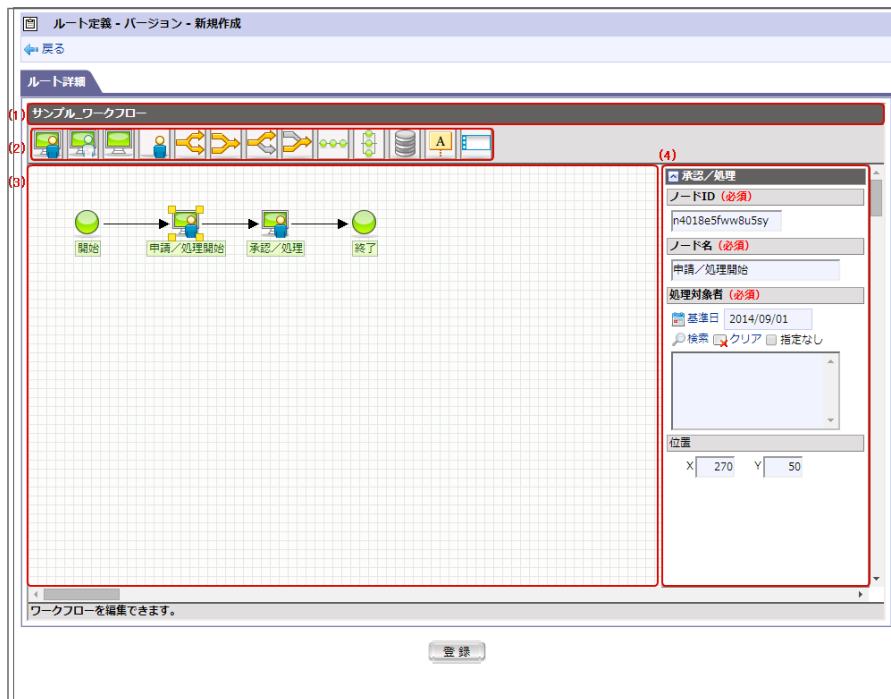 ルート定義 - バージョン - 新規作成
戻る
ルート詳細
(1)
サンプル_ワークフロー
(2)
A
(4)
(3)
承認／処理
ノードID（必須）
n4018e5fww8u5sy
開始
申請／処理開始
承認／処理
終了
ノード名（必須）
申請／処理開始
処理対象者（必須）
基準日 2014/09/01
検索 クリア 指定なし
位置
X 270 Y 50
ワークフローを編集できます。
登録